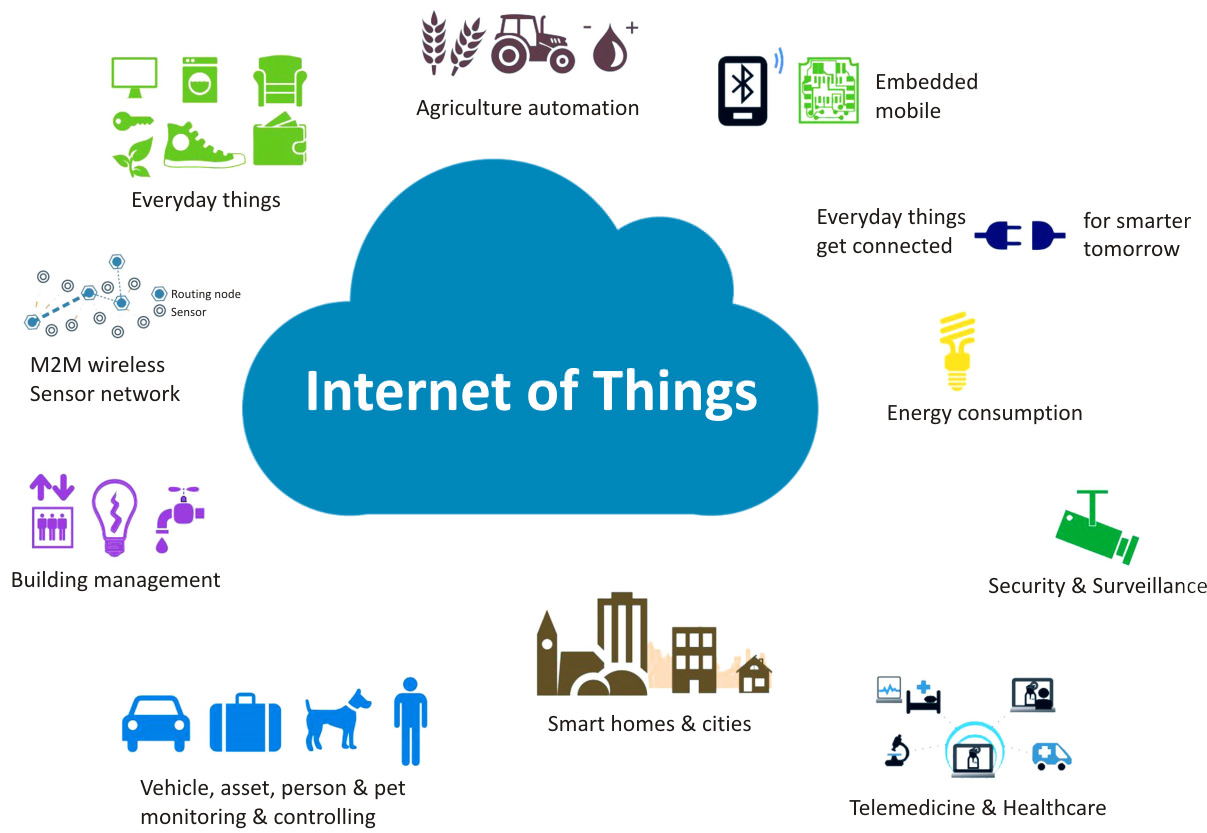 Agriculture automation
Embedded
mobile
Everyday things
Everyday things
get connected
for smarter
tomorrow
Routing node
Sensor
M2M wireless
Sensor network
Internet of Things
Energy consumption
Building management
Security & Surveillance
Smart homes & cities
Vehicle, asset, person & pet
monitoring & controlling
Telemedicine & Healthcare